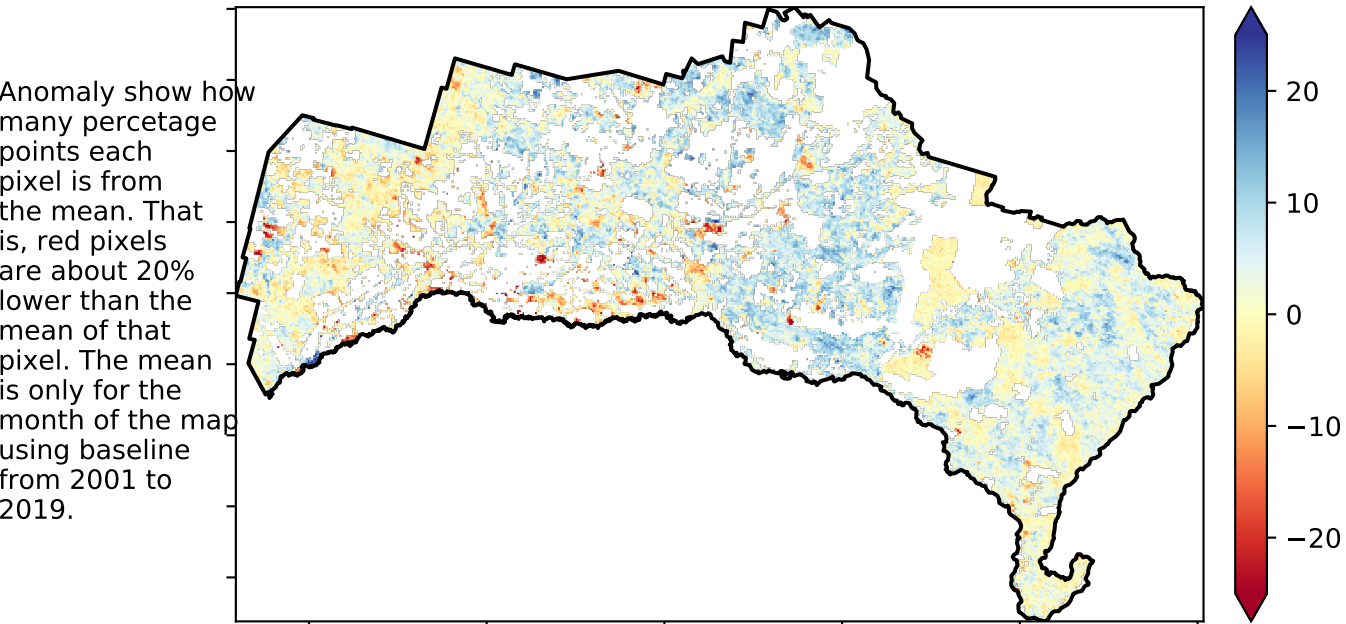 Anomaly show how
many percetage
points each
pixel is from
the mean. That
is, red pixels
are about 20%
lower than the
mean of that
pixel. The mean
is only for the
month of the map
using baseline
from 2001 to
2019.
20
10
0
−10
−20